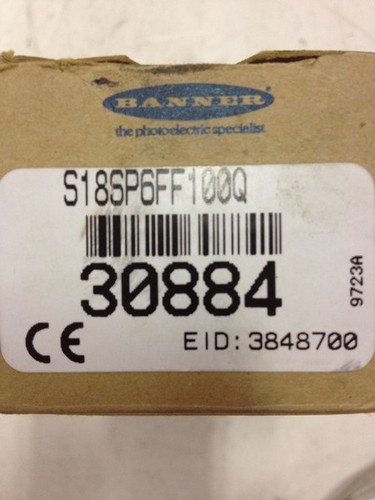 BANNER
the photoelectric specialist
S18SP6FF100Q
30884
9723A
CE
EID: 3848700